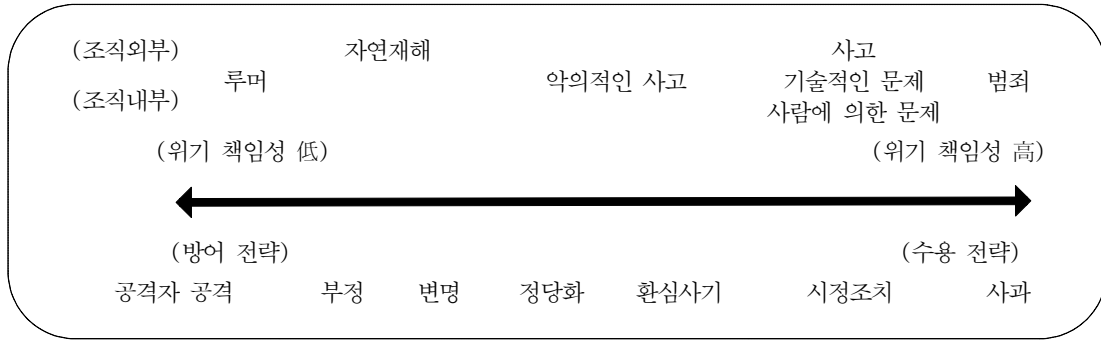 (조직외부) 자연재해 사고
루머 악의적인 사고 기술적인 문제 범죄
(조직내부) 사람에 의한 문제
(위기 책임성 低) (위기 책임성 高)
(방어 전략) (수용 전략)
공격자 공격 부정 변명 정당화 환심사기 시정조치 사과